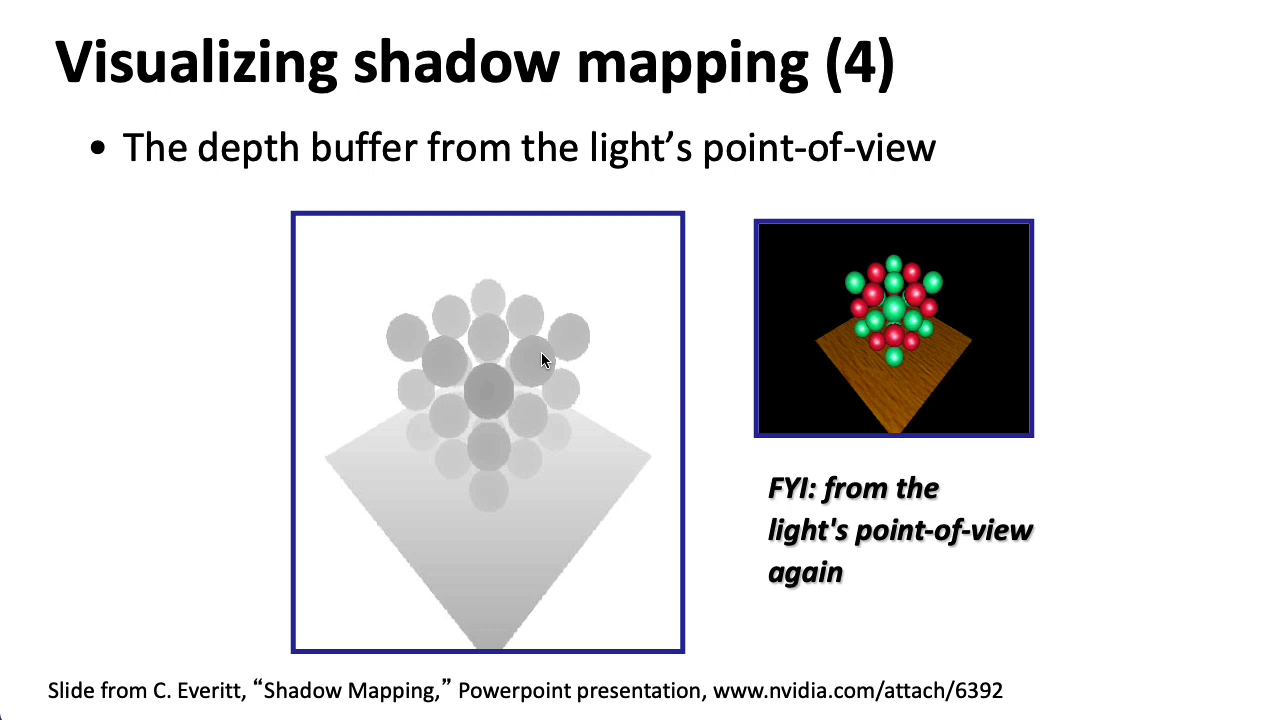 Visualizing shadow mapping (4)
• The depth buffer from the light’s point-of-view
FYI: from the
light's point-of-view
again
Slide from C. Everitt, “Shadow Mapping,” Powerpoint presentation, www.nvidia.com/attach/6392